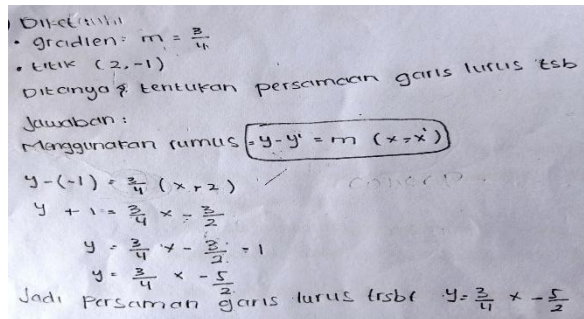 Diketahui
• gradien = m = 3/4
• titik (2, -1)
Ditanya : tentukan persamaan garis lurus tsb
Jawaban :
Menggunakan rumus = y - y' = m (x - x')
y - (-1) = 3/4 (x - 2)
y + 1 = 3/4 x - 3/2
y = 3/4 x - 3/2 - 1
y = 3/4 x - 5/2
Jadi persaman garis lurus trsbt y = 3/4 x - 5/2